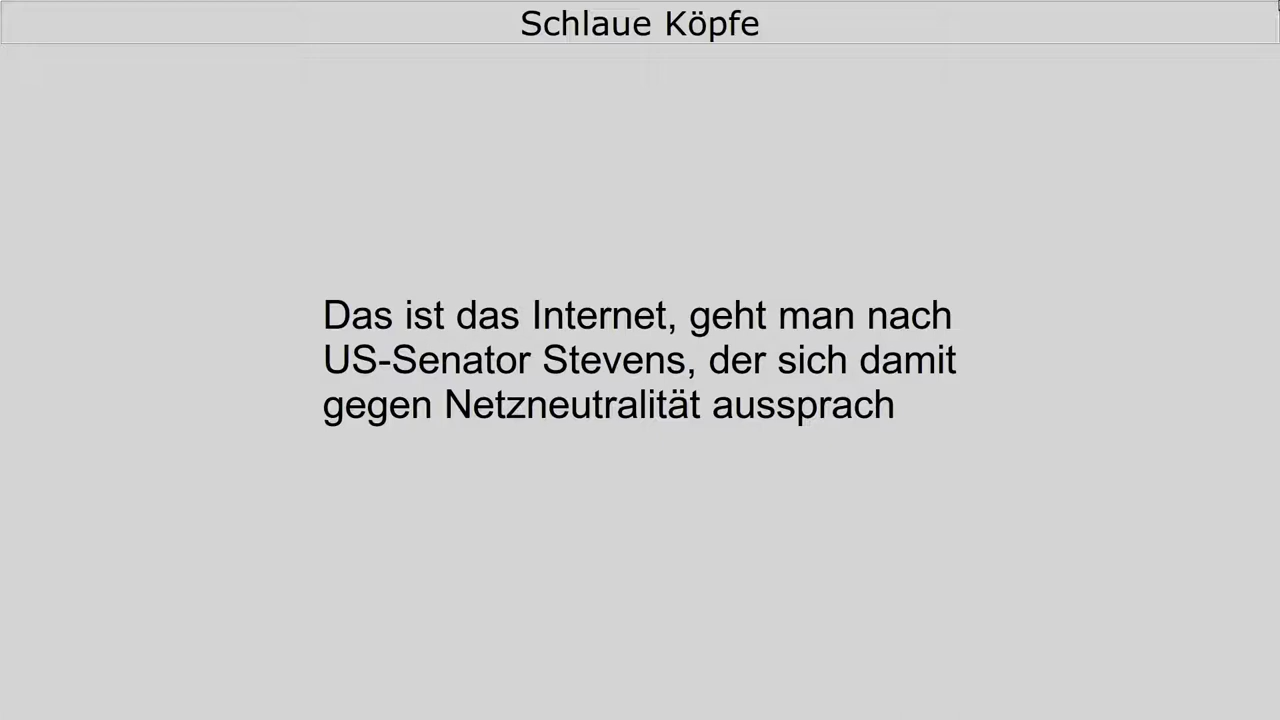 Schlaue Köpfe
Das ist das Internet, geht man nach
US-Senator Stevens, der sich damit
gegen Netzneutralität aussprach